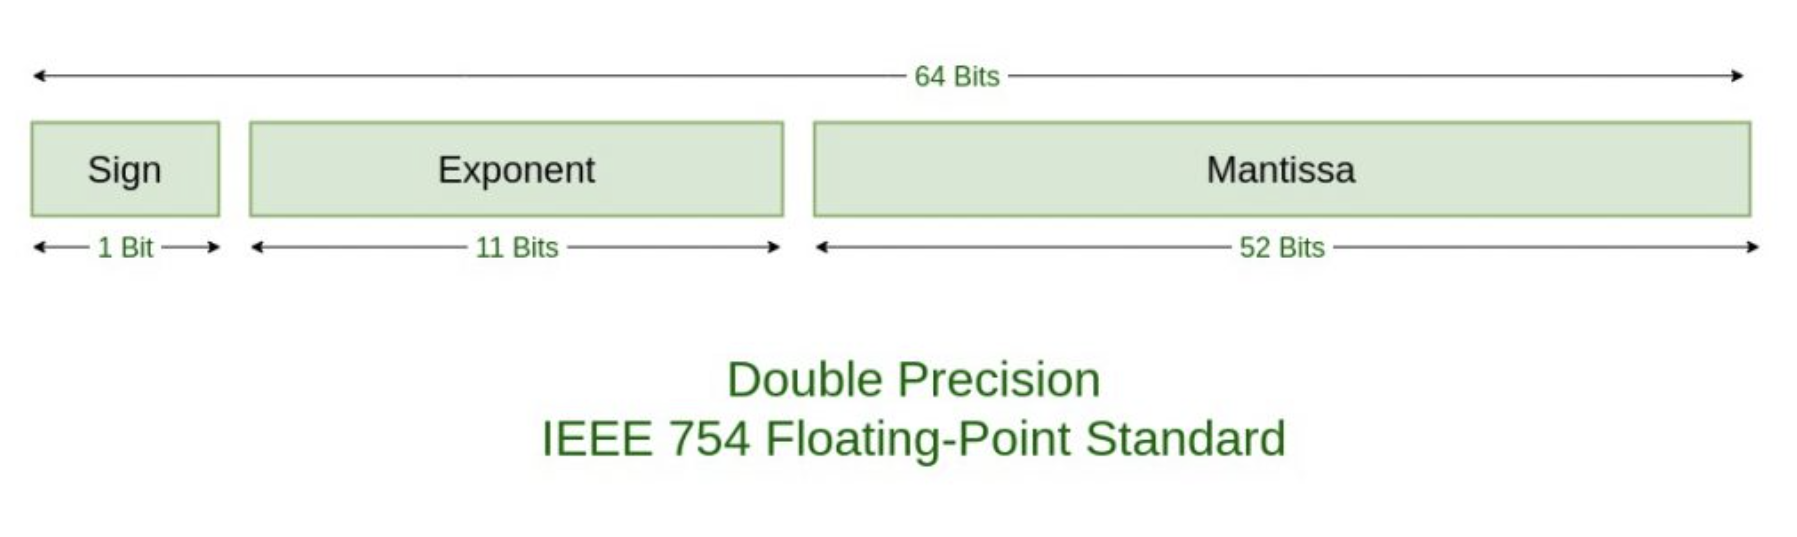 64 Bits
Sign
Exponent
Mantissa
1 Bit
11 Bits
52 Bits
Double Precision
IEEE 754 Floating-Point Standard